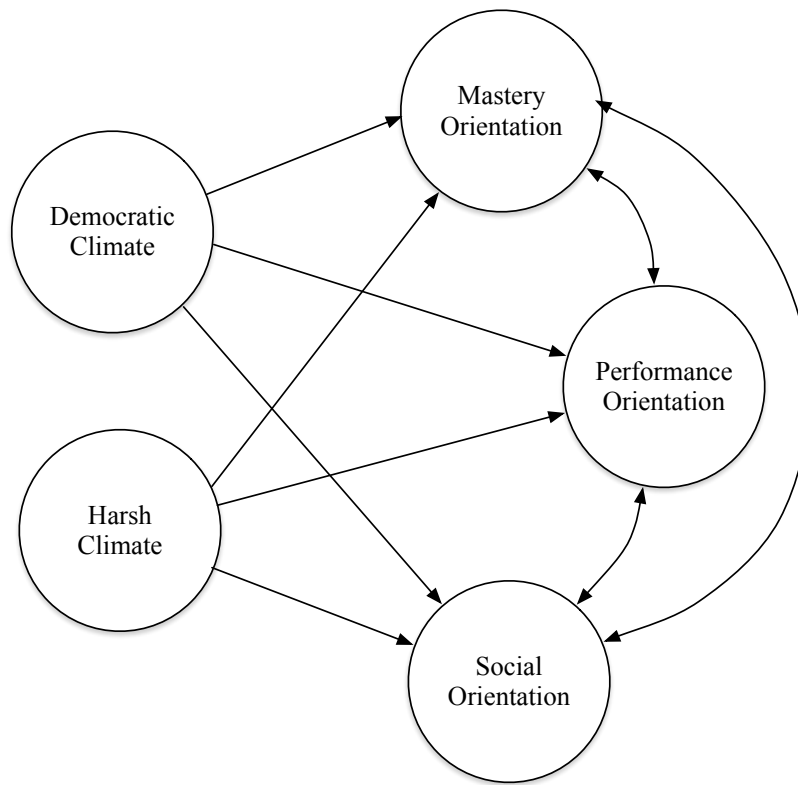 Mastery
Orientation
Democratic
Climate
Performance
Orientation
Harsh
Climate
Social
Orientation